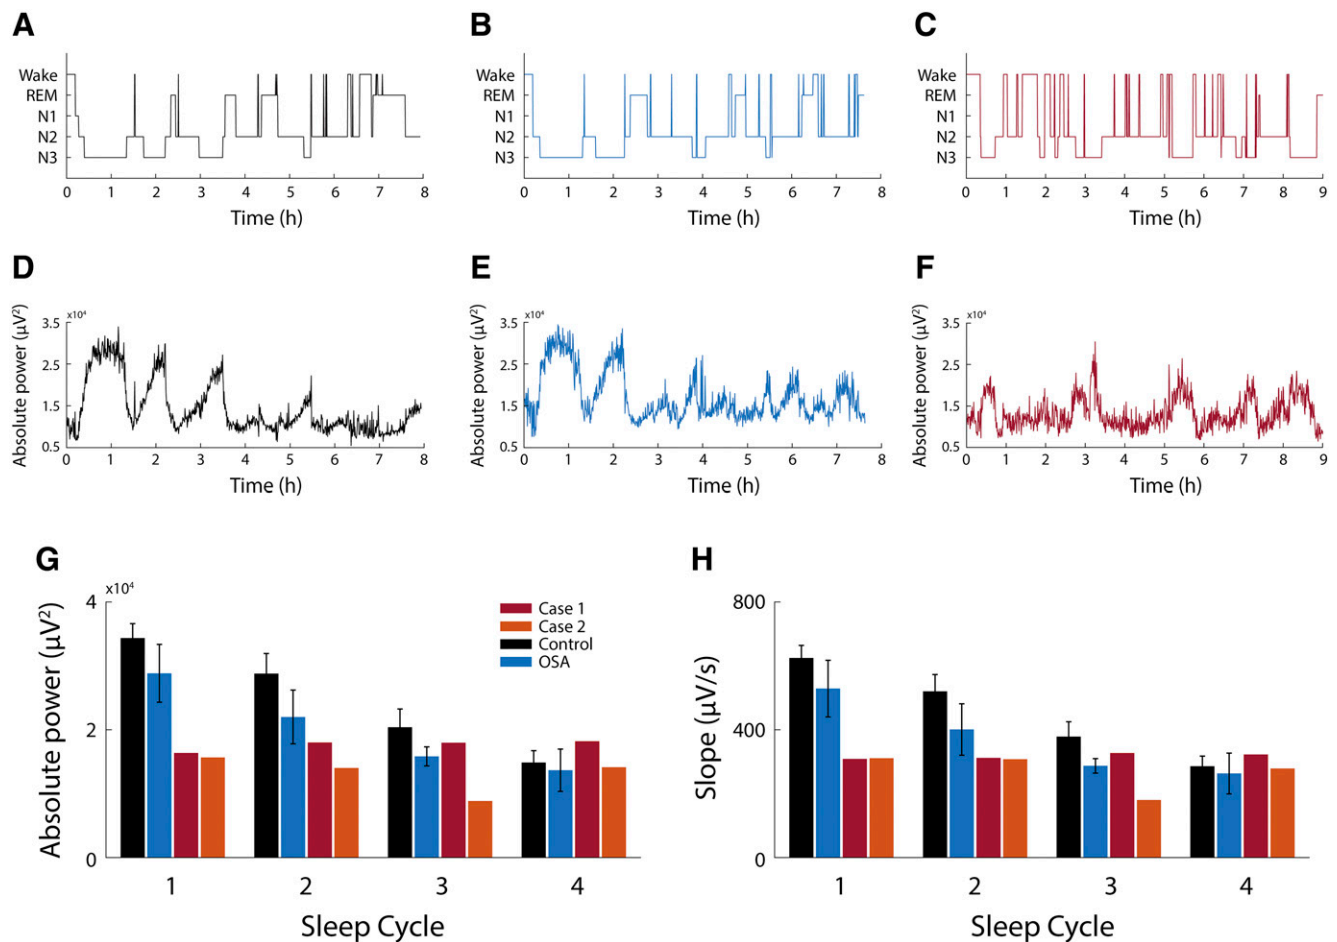 A
B
C
Wake
REM
N1
N2
N3
0 1 2 3 4 5 6 7 8
Time (h)
Wake
REM
N1
N2
N3
0 1 2 3 4 5 6 7 8
Time (h)
Wake
REM
N1
N2
N3
0 1 2 3 4 5 6 7 8 9
Time (h)
D
E
F
Absolute power (µV²)
x10⁴
3.5
1.5
0.5
0 1 2 3 4 5 6 7 8
Time (h)
Absolute power (µV²)
x10⁴
3.5
2.5
1.5
0.5
0 1 2 3 4 5 6 7 8
Time (h)
Absolute power (µV²)
x10⁴
3.5
2.5
1.5
0.5
0 1 2 3 4 5 6 7 8 9
Time (h)
G
Absolute power (µV²)
x10⁴
4
2
0
Case 1
Case 2
Control
OSA
1 2 3 4
Sleep Cycle
H
Slope (µV/s)
800
400
0
1 2 3 4
Sleep Cycle